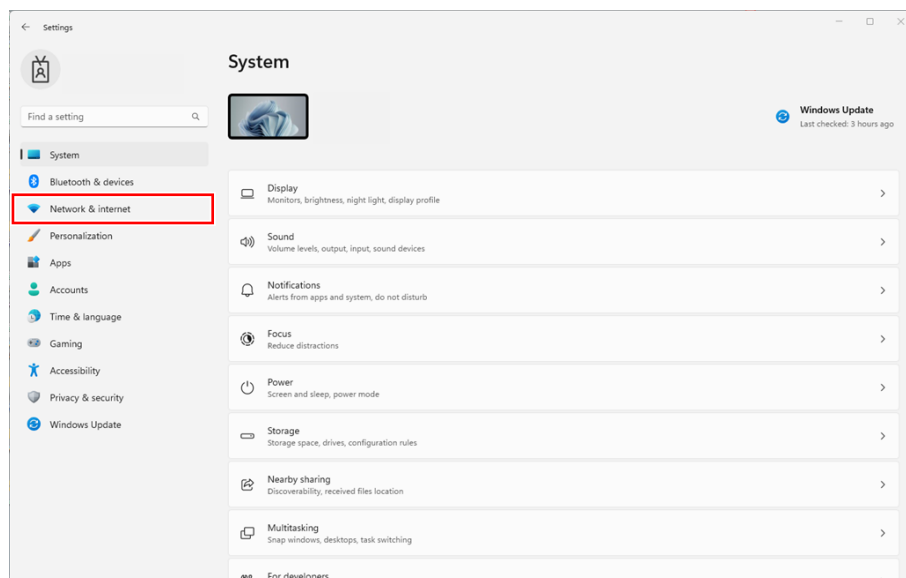 Settings
System
Find a setting
Windows Update
Last checked: 3 hours ago
System
Bluetooth & devices
Network & internet
Personalization
Apps
Accounts
Time & language
Gaming
Accessibility
Privacy & security
Windows Update
Display
Monitors, brightness, night light, display profile
Sound
Volume levels, output, input, sound devices
Notifications
Alerts from apps and system, do not disturb
Focus
Reduce distractions
Power
Screen and sleep, power mode
Storage
Storage space, drives, configuration rules
Nearby sharing
Discoverability, received files location
Multitasking
Snap windows, desktops, task switching
For developers